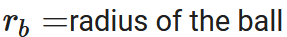 r_b =radius of the ball